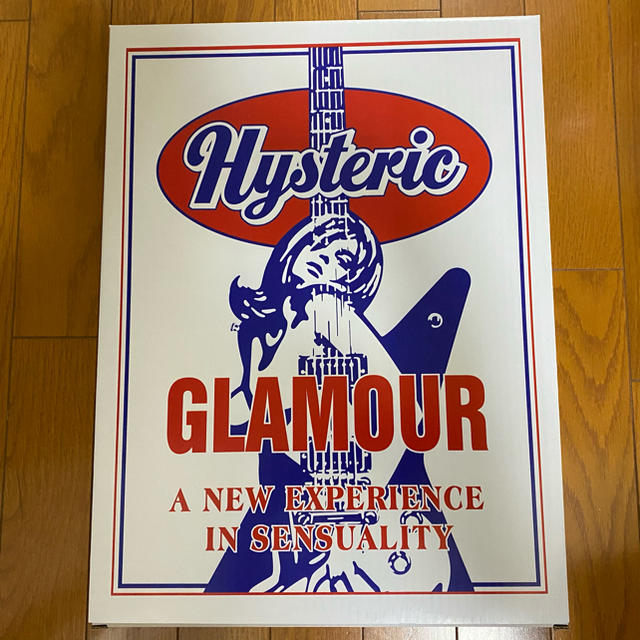 Hysteric
GLAMOUR
A NEW EXPERIENCE
IN SENSUALITY